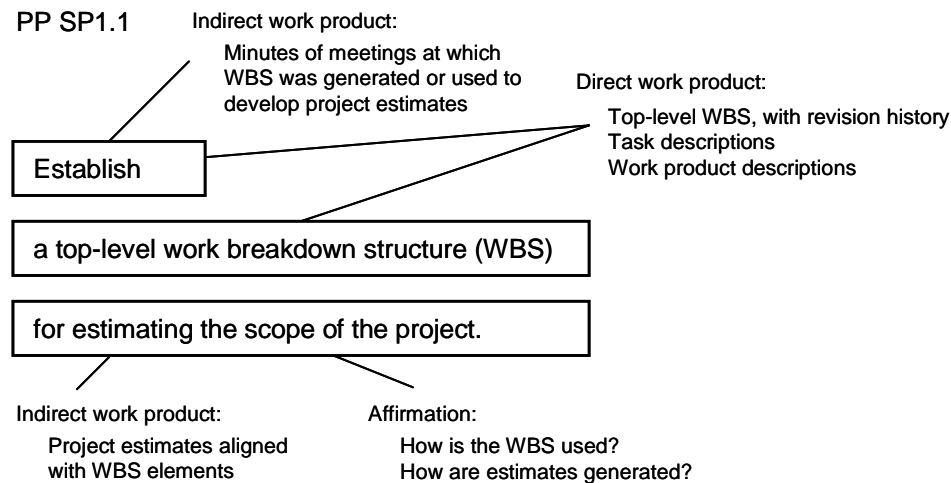 PP SP1.1
Indirect work product:
Minutes of meetings at which
WBS was generated or used to
develop project estimates
Direct work product:
Top-level WBS, with revision history
Task descriptions
Work product descriptions
Establish
a top-level work breakdown structure (WBS)
for estimating the scope of the project.
Indirect work product:
Project estimates aligned
with WBS elements
Affirmation:
How is the WBS used?
How are estimates generated?